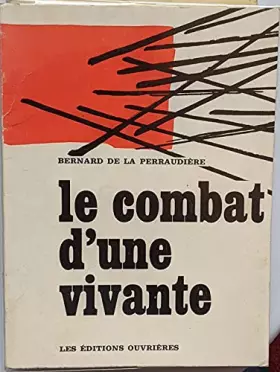 BERNARD DE LA PERRAUDIÈRE
le combat
d'une
vivante
LES ÉDITIONS OUVRIÈRES